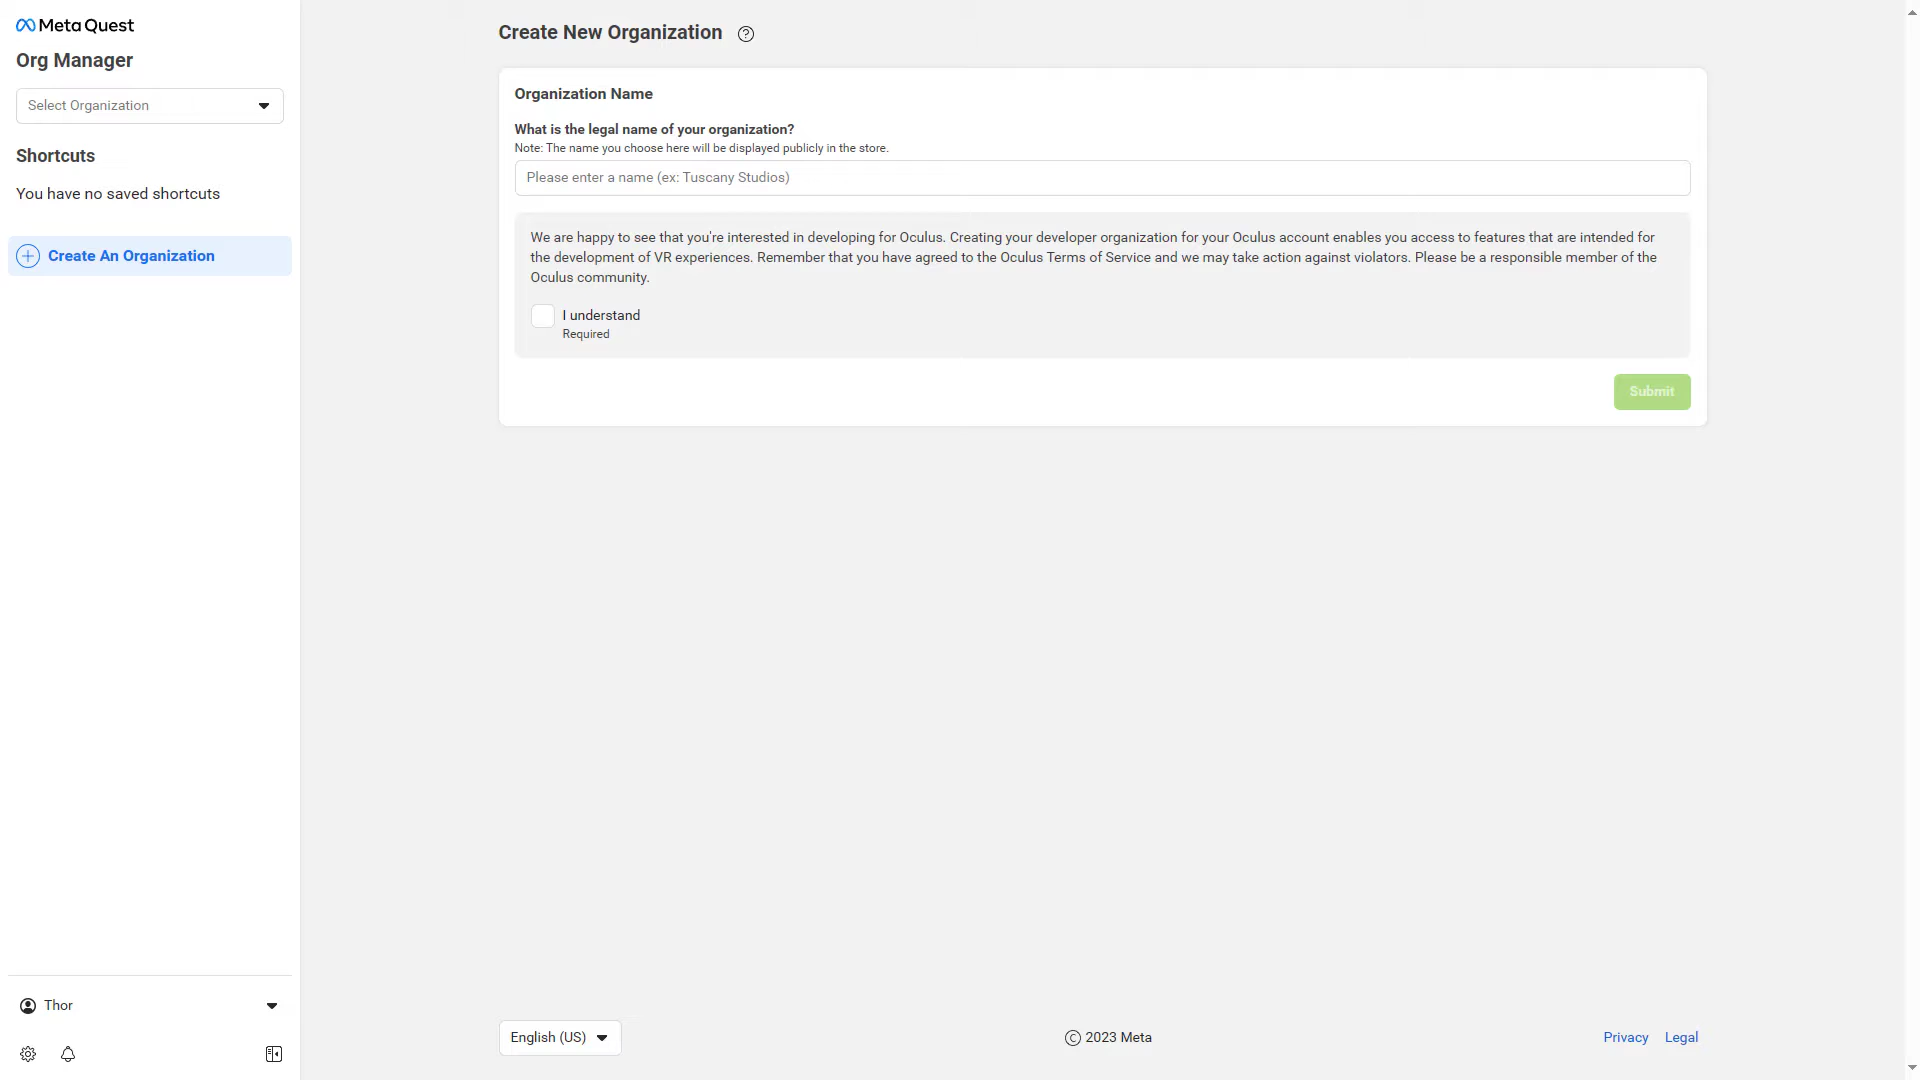 Meta Quest
Org Manager
Select Organization
Shortcuts
You have no saved shortcuts
Create An Organization
Thor
Create New Organization
Organization Name
What is the legal name of your organization?
Note: The name you choose here will be displayed publicly in the store.
Please enter a name (ex: Tuscany Studios)
We are happy to see that you're interested in developing for Oculus. Creating your developer organization for your Oculus account enables you access to features that are intended for
the development of VR experiences. Remember that you have agreed to the Oculus Terms of Service and we may take action against violators. Please be a responsible member of the
Oculus community.
I understand
Required
Submit
English (US)
© 2023 Meta
Privacy Legal